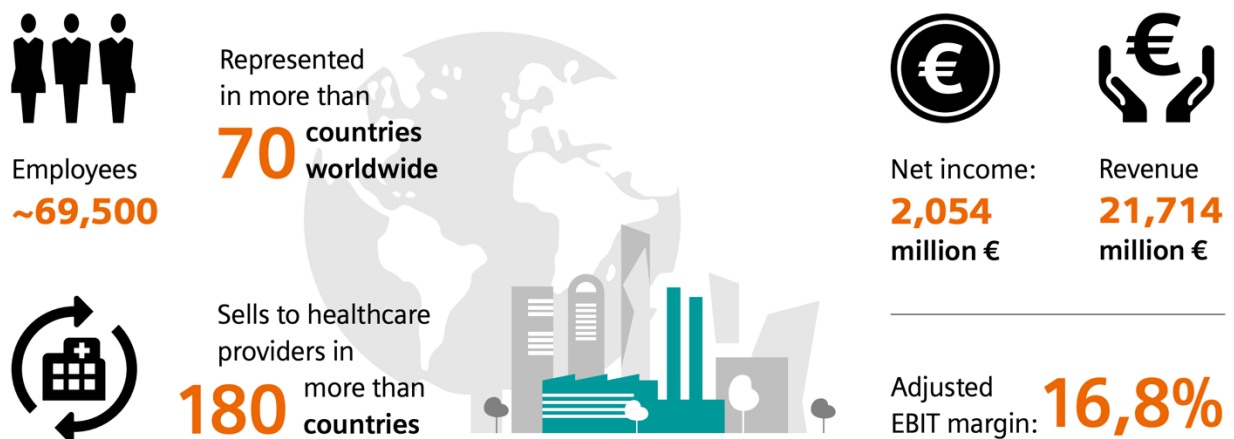 Employees
~69,500
Represented
in more than
70 countries
worldwide
Sells to healthcare
providers in
180 more than
countries
€
Net income:
2,054
million €
€
Revenue
21,714
million €
Adjusted
EBIT margin: 16,8%